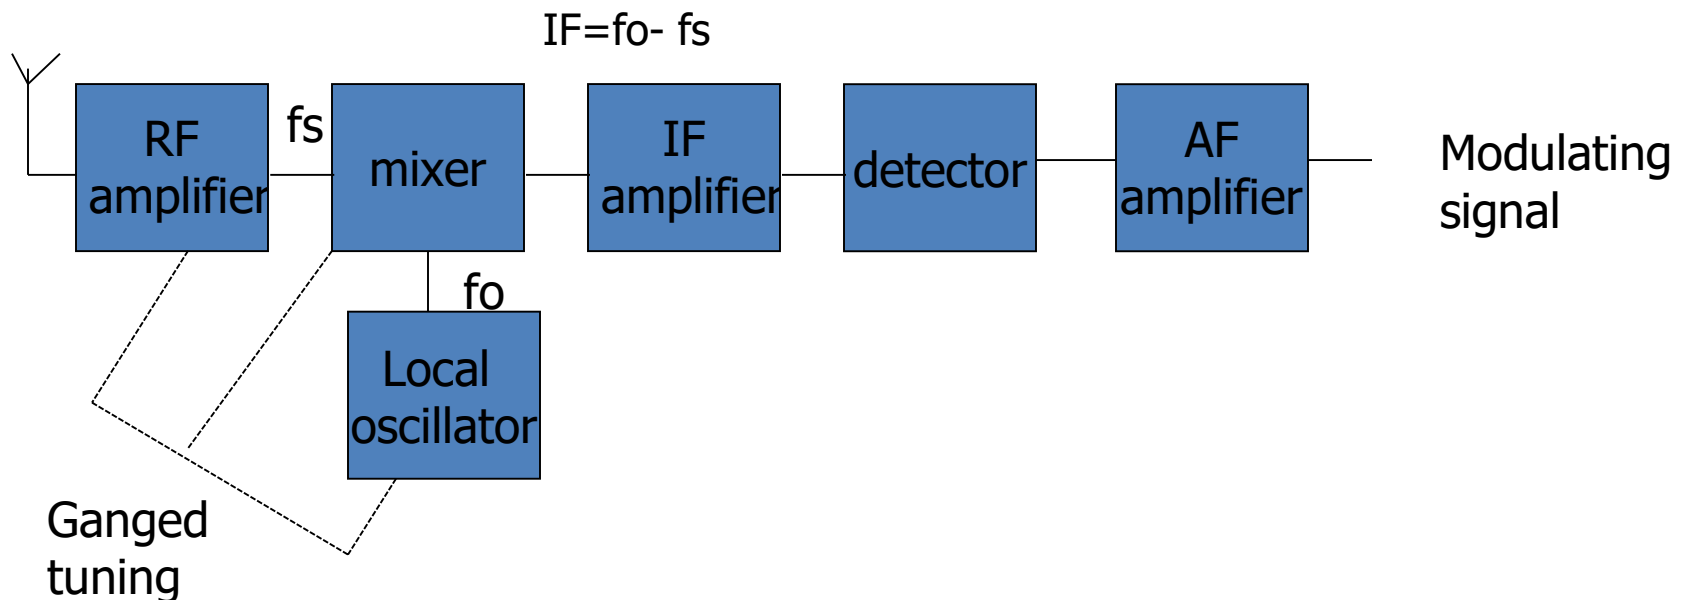 IF=fo- fs
RF
amplifier
fs
mixer
IF
amplifier
detector
AF
amplifier
Modulating
signal
fo
Local
oscillator
Ganged
tuning